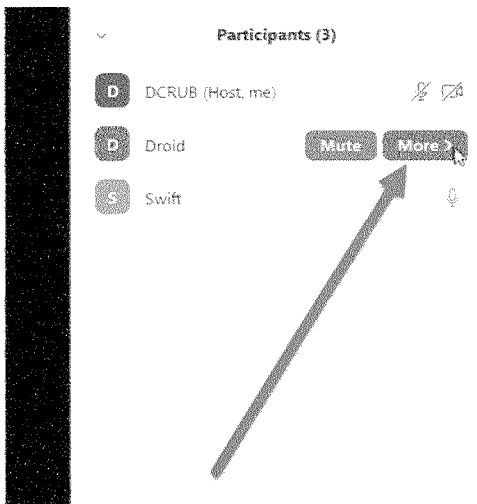 Participants (3)
D DCRUB (Host, me)
D Droid Mute More >
S Swift